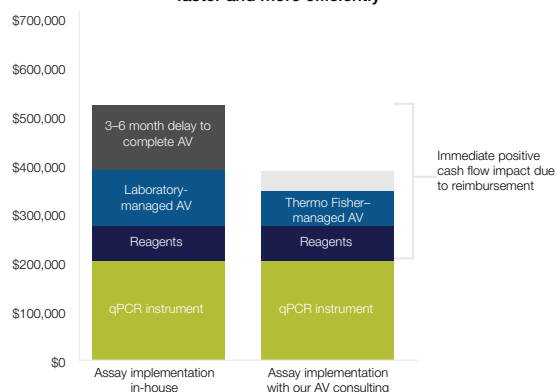 faster and more efficiently
$700,000
$600,000
$500,000
$400,000
$300,000
$200,000
$100,000
$0
3–6 month delay to
complete AV
Laboratory-
managed AV
Reagents
qPCR instrument
Thermo Fisher–
managed AV
Reagents
qPCR instrument
Immediate positive
cash flow impact due
to reimbursement
Assay implementation
in-house
Assay implementation
with our AV consulting